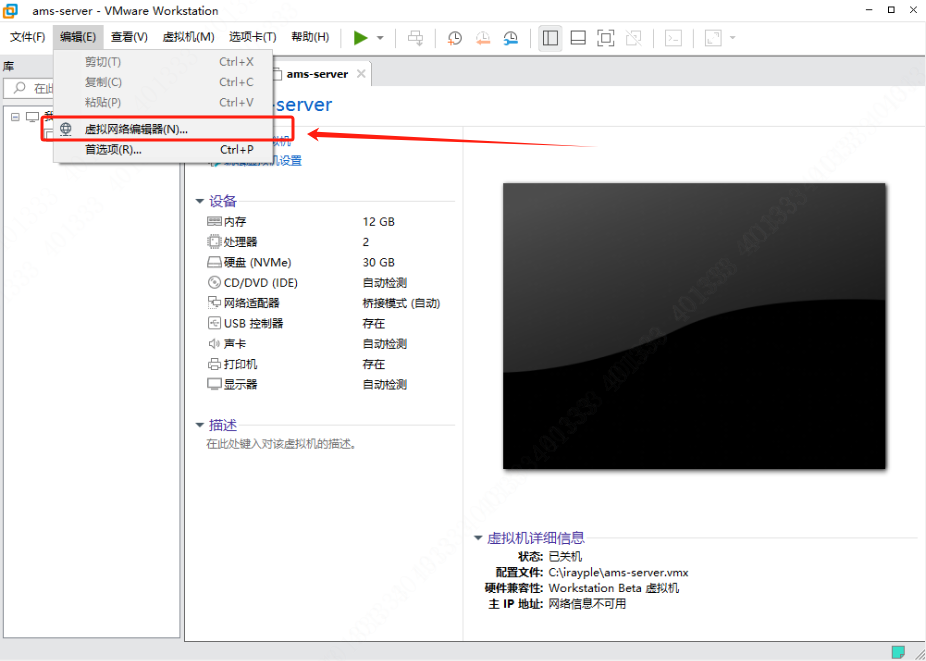 ams-server - VMware Workstation
文件(F) 编辑(E) 查看(V) 虚拟机(M) 选项卡(T) 帮助(H)
库
剪切(T) Ctrl+X
复制(C) Ctrl+C
粘贴(P) Ctrl+V
虚拟网络编辑器(N)...
首选项(R)... Ctrl+P
在此
ams-server
-server
虚拟机设置
设备
内存 12 GB
处理器 2
硬盘 (NVMe) 30 GB
CD/DVD (IDE) 自动检测
网络适配器 桥接模式 (自动)
USB 控制器 存在
声卡 自动检测
打印机 存在
显示器 自动检测
描述
在此处键入对该虚拟机的描述。
虚拟机详细信息
状态: 已关机
配置文件: C:\irayple\ams-server.vmx
硬件兼容性: Workstation Beta 虚拟机
主 IP 地址: 网络信息不可用